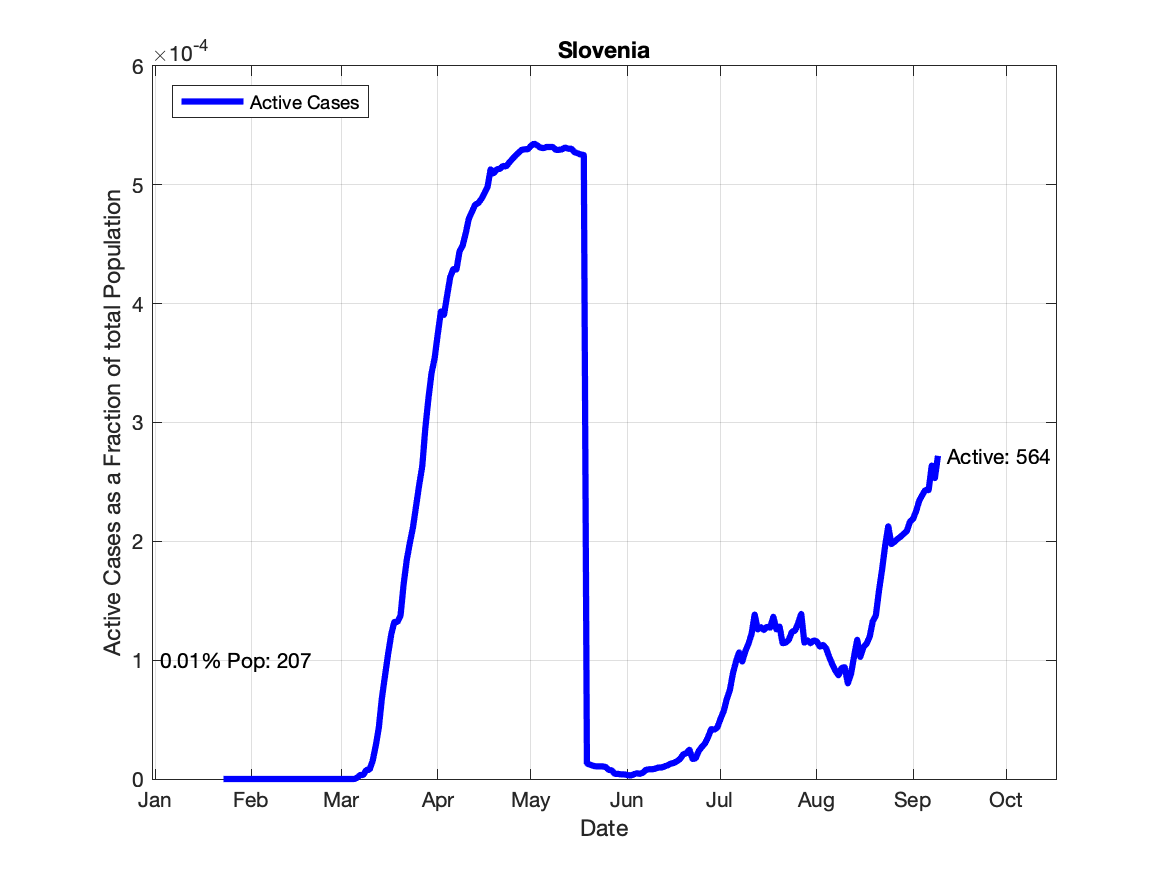 Slovenia
×10⁻⁴
6
Active Cases
5
4
3
2
1
0
Active Cases as a Fraction of total Population
0.01% Pop: 207
Active: 564
Jan Feb Mar Apr May Jun Jul Aug Sep Oct
Date